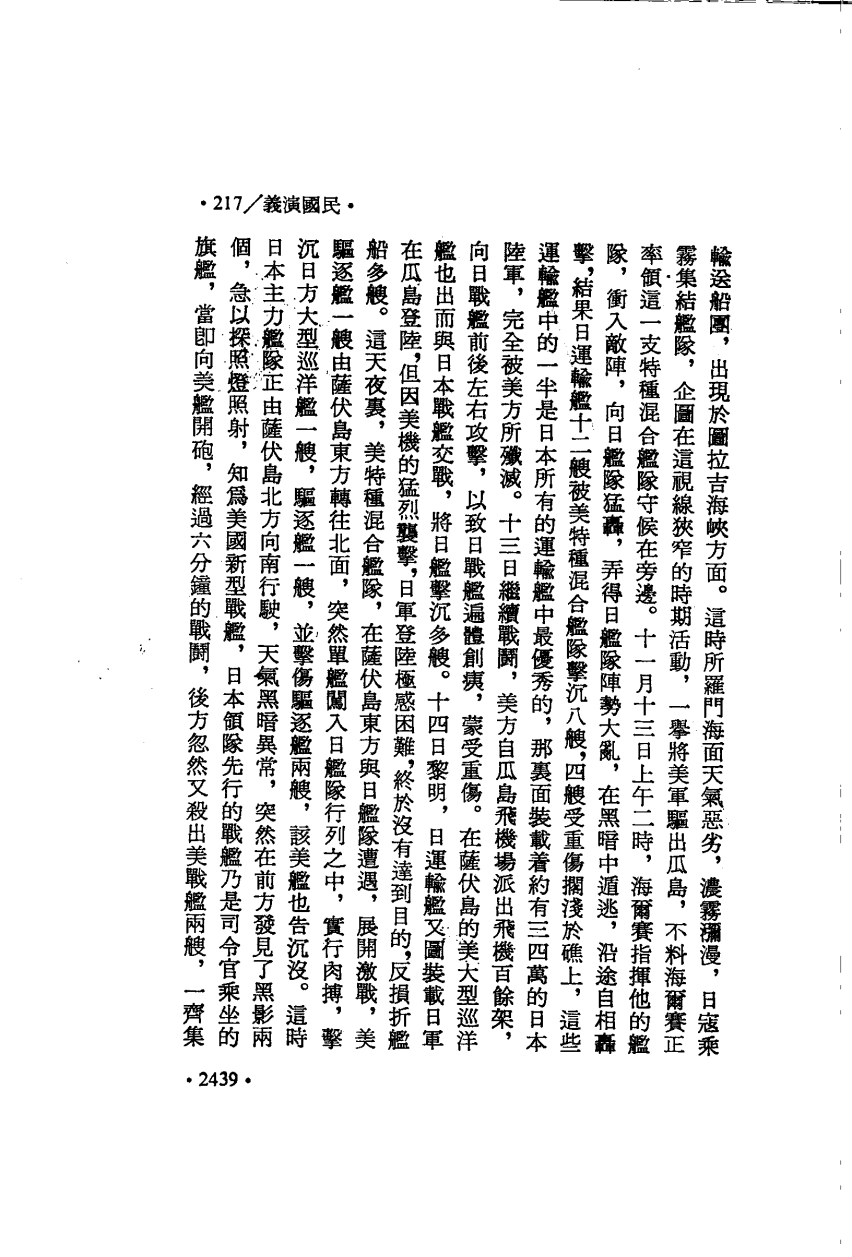 •217/義演國民•
輸送船團，出現於圖拉吉海峽方面。這時所羅門海面天氣惡劣，濃霧瀰漫，日寇乘
霧集結艦隊，企圖在這視線狹窄的時期活動，一舉將美軍驅出瓜島，不料海爾賽正
率領這一支特種混合艦隊守候在旁邊。十一月十三日上午二時，海爾賽指揮他的艦
隊，衝入敵陣，向日艦隊猛轟，弄得日艦隊陣勢大亂，在黑暗中遁逃，沿途自相轟
擊，結果日運輸艦十二艘被美特種混合艦隊擊沉八艘，四艘受重傷擱淺於礁上，這些
運輸艦中的一半是日本所有的運輸艦中最優秀的，那裏面裝載着約有三四萬的日本
陸軍，完全被美方所殲滅。十三日繼續戰鬭，美方自瓜島飛機場派出飛機百餘架，
向日戰艦前後左右攻擊，以致日戰艦遍體創痍，蒙受重傷。在薩伏島的美大型巡洋
艦也出而與日本戰艦交戰，將日艦擊沉多艘。十四日黎明，日運輸艦又圖裝載日軍
在瓜島登陸，但因美機的猛烈襲擊，日軍登陸極感困難，終於沒有達到目的，反損折艦
船多艘。這天夜裏，美特種混合艦隊，在薩伏島東方與日艦隊遭遇，展開激戰，美
驅逐艦一艘由薩伏島東方轉往北面，突然單艦闖入日艦隊行列之中，實行肉搏，擊
沉日方大型巡洋艦一艘，驅逐艦一艘，並擊傷驅逐艦兩艘，該美艦也告沉沒。這時
日本主力艦隊正由薩伏島北方向南行駛，天氣黑暗異常，突然在前方發見了黑影兩
個，急以探照燈照射，知爲美國新型戰艦，日本領隊先行的戰艦乃是司令官乘坐的
旗艦，當卽向美艦開砲，經過六分鐘的戰鬭，後方忽然又殺出美戰艦兩艘，一齊集
•2439•